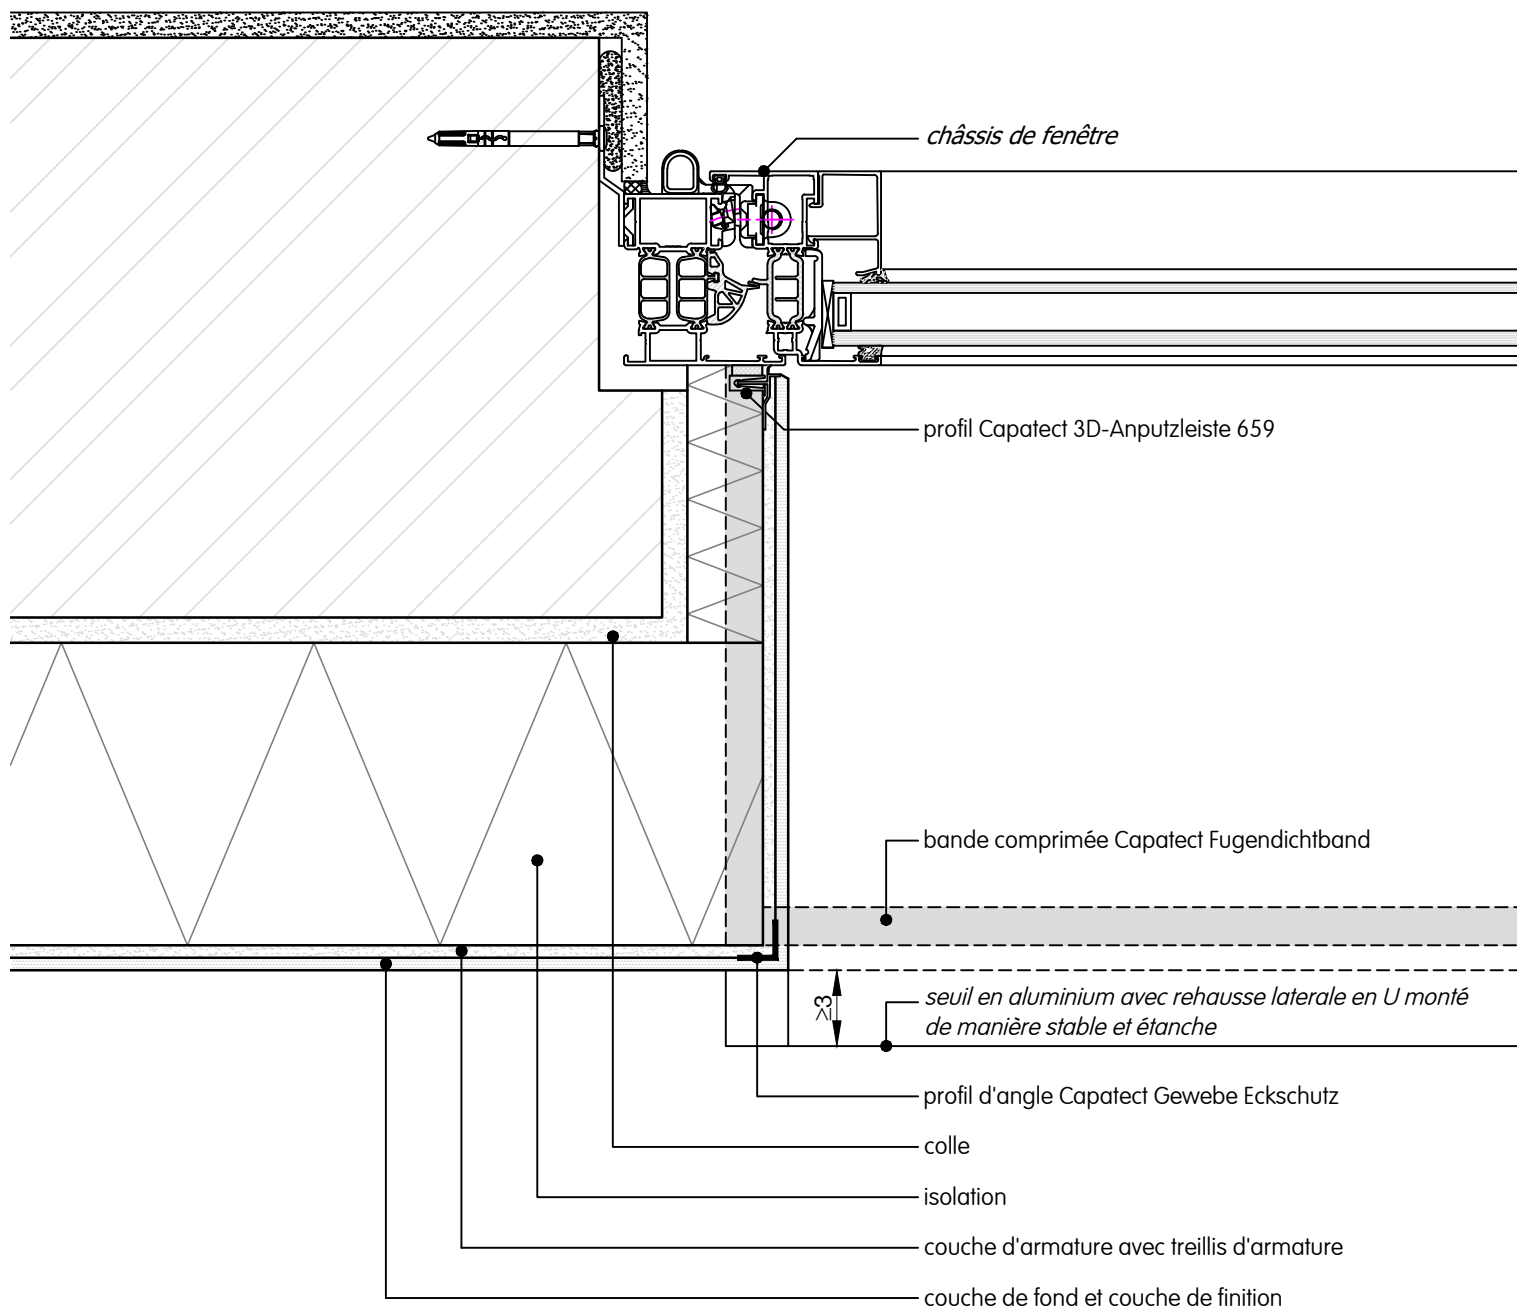 châssis de fenêtre
profil Capatect 3D-Anputzleiste 659
bande comprimée Capatect Fugendichtband
≥3
seuil en aluminium avec rehausse laterale en U monté
de manière stable et étanche
profil d'angle Capatect Gewebe Eckschutz
colle
isolation
couche d'armature avec treillis d'armature
couche de fond et couche de finition